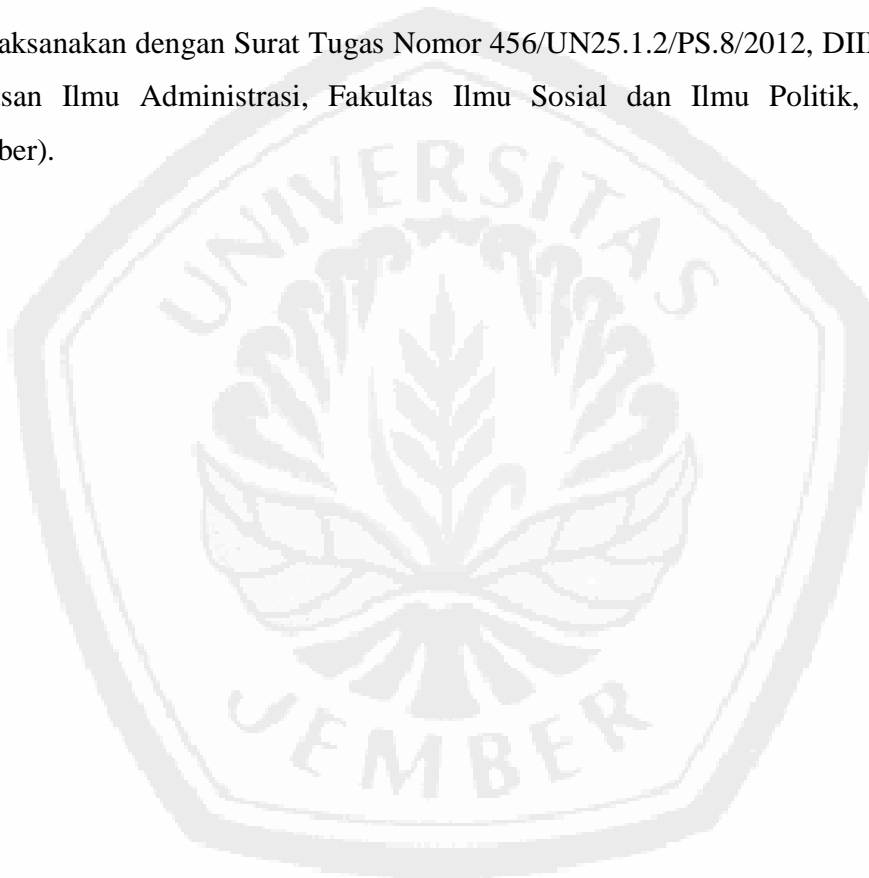 aksanakan dengan Surat Tugas Nomor 456/UN25.1.2/PS.8/2012, DIII
san Ilmu Administrasi, Fakultas Ilmu Sosial dan Ilmu Politik,
ber).
UNIVERSITAS
JEMBER